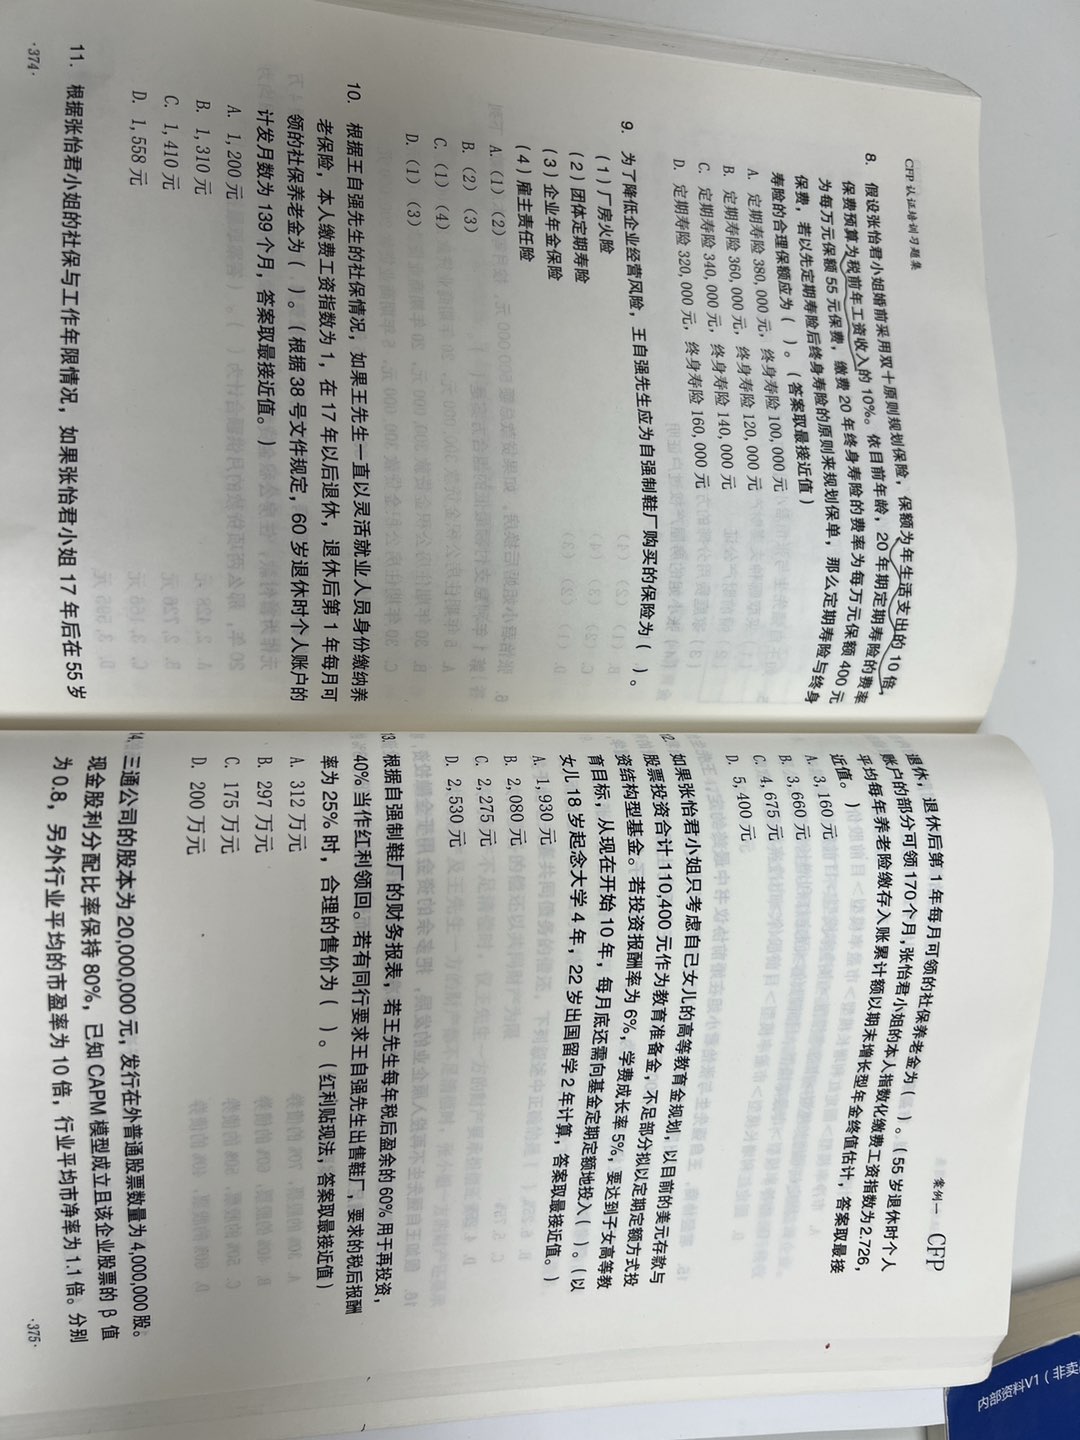 CFP 认证培训习题集
8. 假设张怡君小姐婚前采用双十原则规划保险，保额为年生活支出的10倍，
保费预算为税前年工资收入的10%。依目前年龄，20年期定期寿险的费率
为每万元保额55元保费，缴费20年终身寿险的费率为每万元保额400元
保费，若以先定期寿险后终身寿险的原则来规划保单，那么定期寿险与终身
寿险的合理保额应为（ ）。（答案取最接近值）
A. 定期寿险380,000元，终身寿险100,000元
B. 定期寿险360,000元，终身寿险120,000元
C. 定期寿险340,000元，终身寿险140,000元
D. 定期寿险320,000元，终身寿险160,000元
9. 为了降低企业经营风险，王自强先生应为自强制鞋厂购买的保险为（ ）。
（1）厂房火险
（2）团体定期寿险
（3）企业年金保险
（4）雇主责任险
A.（1）（2）
B.（2）（3）
C.（1）（4）
D.（1）（3）
10. 根据王自强先生的社保情况，如果王先生一直以灵活就业人员身份缴纳养
老保险，本人缴费工资指数为1，在17年以后退休，退休后第1年每月可
领的社保养老金为（ ）。（根据38号文件规定，60岁退休时个人账户的
计发月数为139个月，答案取最接近值。）
A. 1,200元
B. 1,310元
C. 1,410元
D. 1,558元
11. 根据张怡君小姐的社保与工作年限情况，如果张怡君小姐17年后在55岁
·374·
案例一 CFP
退休，退休后第1年每月可领的社保养老金为（ ）。（55岁退休时个人
账户的部分可领170个月，张怡君小姐的本人指数化缴费工资指数为2.726，
平均每年养老险缴存入账累计额以期末增长型年金终值估计，答案取最接
近值。）
A. 3,160元
B. 3,660元
C. 4,675元
D. 5,400元
12. 如果张怡君小姐只考虑自己女儿的高等教育金规划，以目前的美元存款与
股票投资合计110,400元作为教育准备金，不足部分拟以定期定额方式投
资结构型基金。若投资报酬率为6%，学费成长率5%，要达到子女高等教
育目标，从现在开始10年，每月底还需向基金定期定额地投入（ ）。（以
女儿18岁起念大学4年，22岁出国留学2年计算，答案取最接近值。）
A. 1,930元
B. 2,080元
C. 2,275元
D. 2,530元
13. 根据自强制鞋厂的财务报表，若王先生每年税后盈余的60%用于再投资，
40%当作红利领回。若有同行要求王自强先生出售鞋厂，要求的税后报酬
率为25%时，合理的售价为（ ）。（红利贴现法，答案取最接近值）
A. 312万元
B. 297万元
C. 175万元
D. 200万元
14. 三通公司的股本为20,000,000元，发行在外普通股票数量为4,000,000股。
现金股利分配比率保持80%，已知CAPM模型成立且该企业股票的β值
为0.8，另外行业平均的市盈率为10倍，行业平均市净率为1.1倍。分别
·375·
内部资料V1（非卖